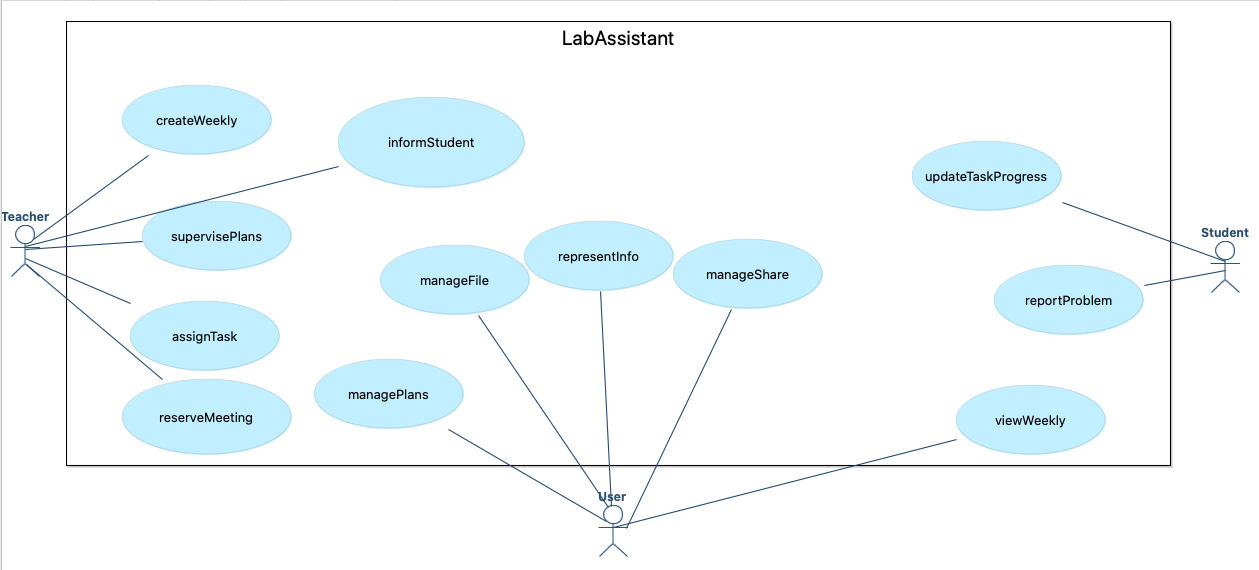 LabAssistant
createWeekly
informStudent
updateTaskProgress
Teacher
supervisePlans
Student
representInfo
manageFile
manageShare
reportProblem
assignTask
managePlans
reserveMeeting
viewWeekly
User